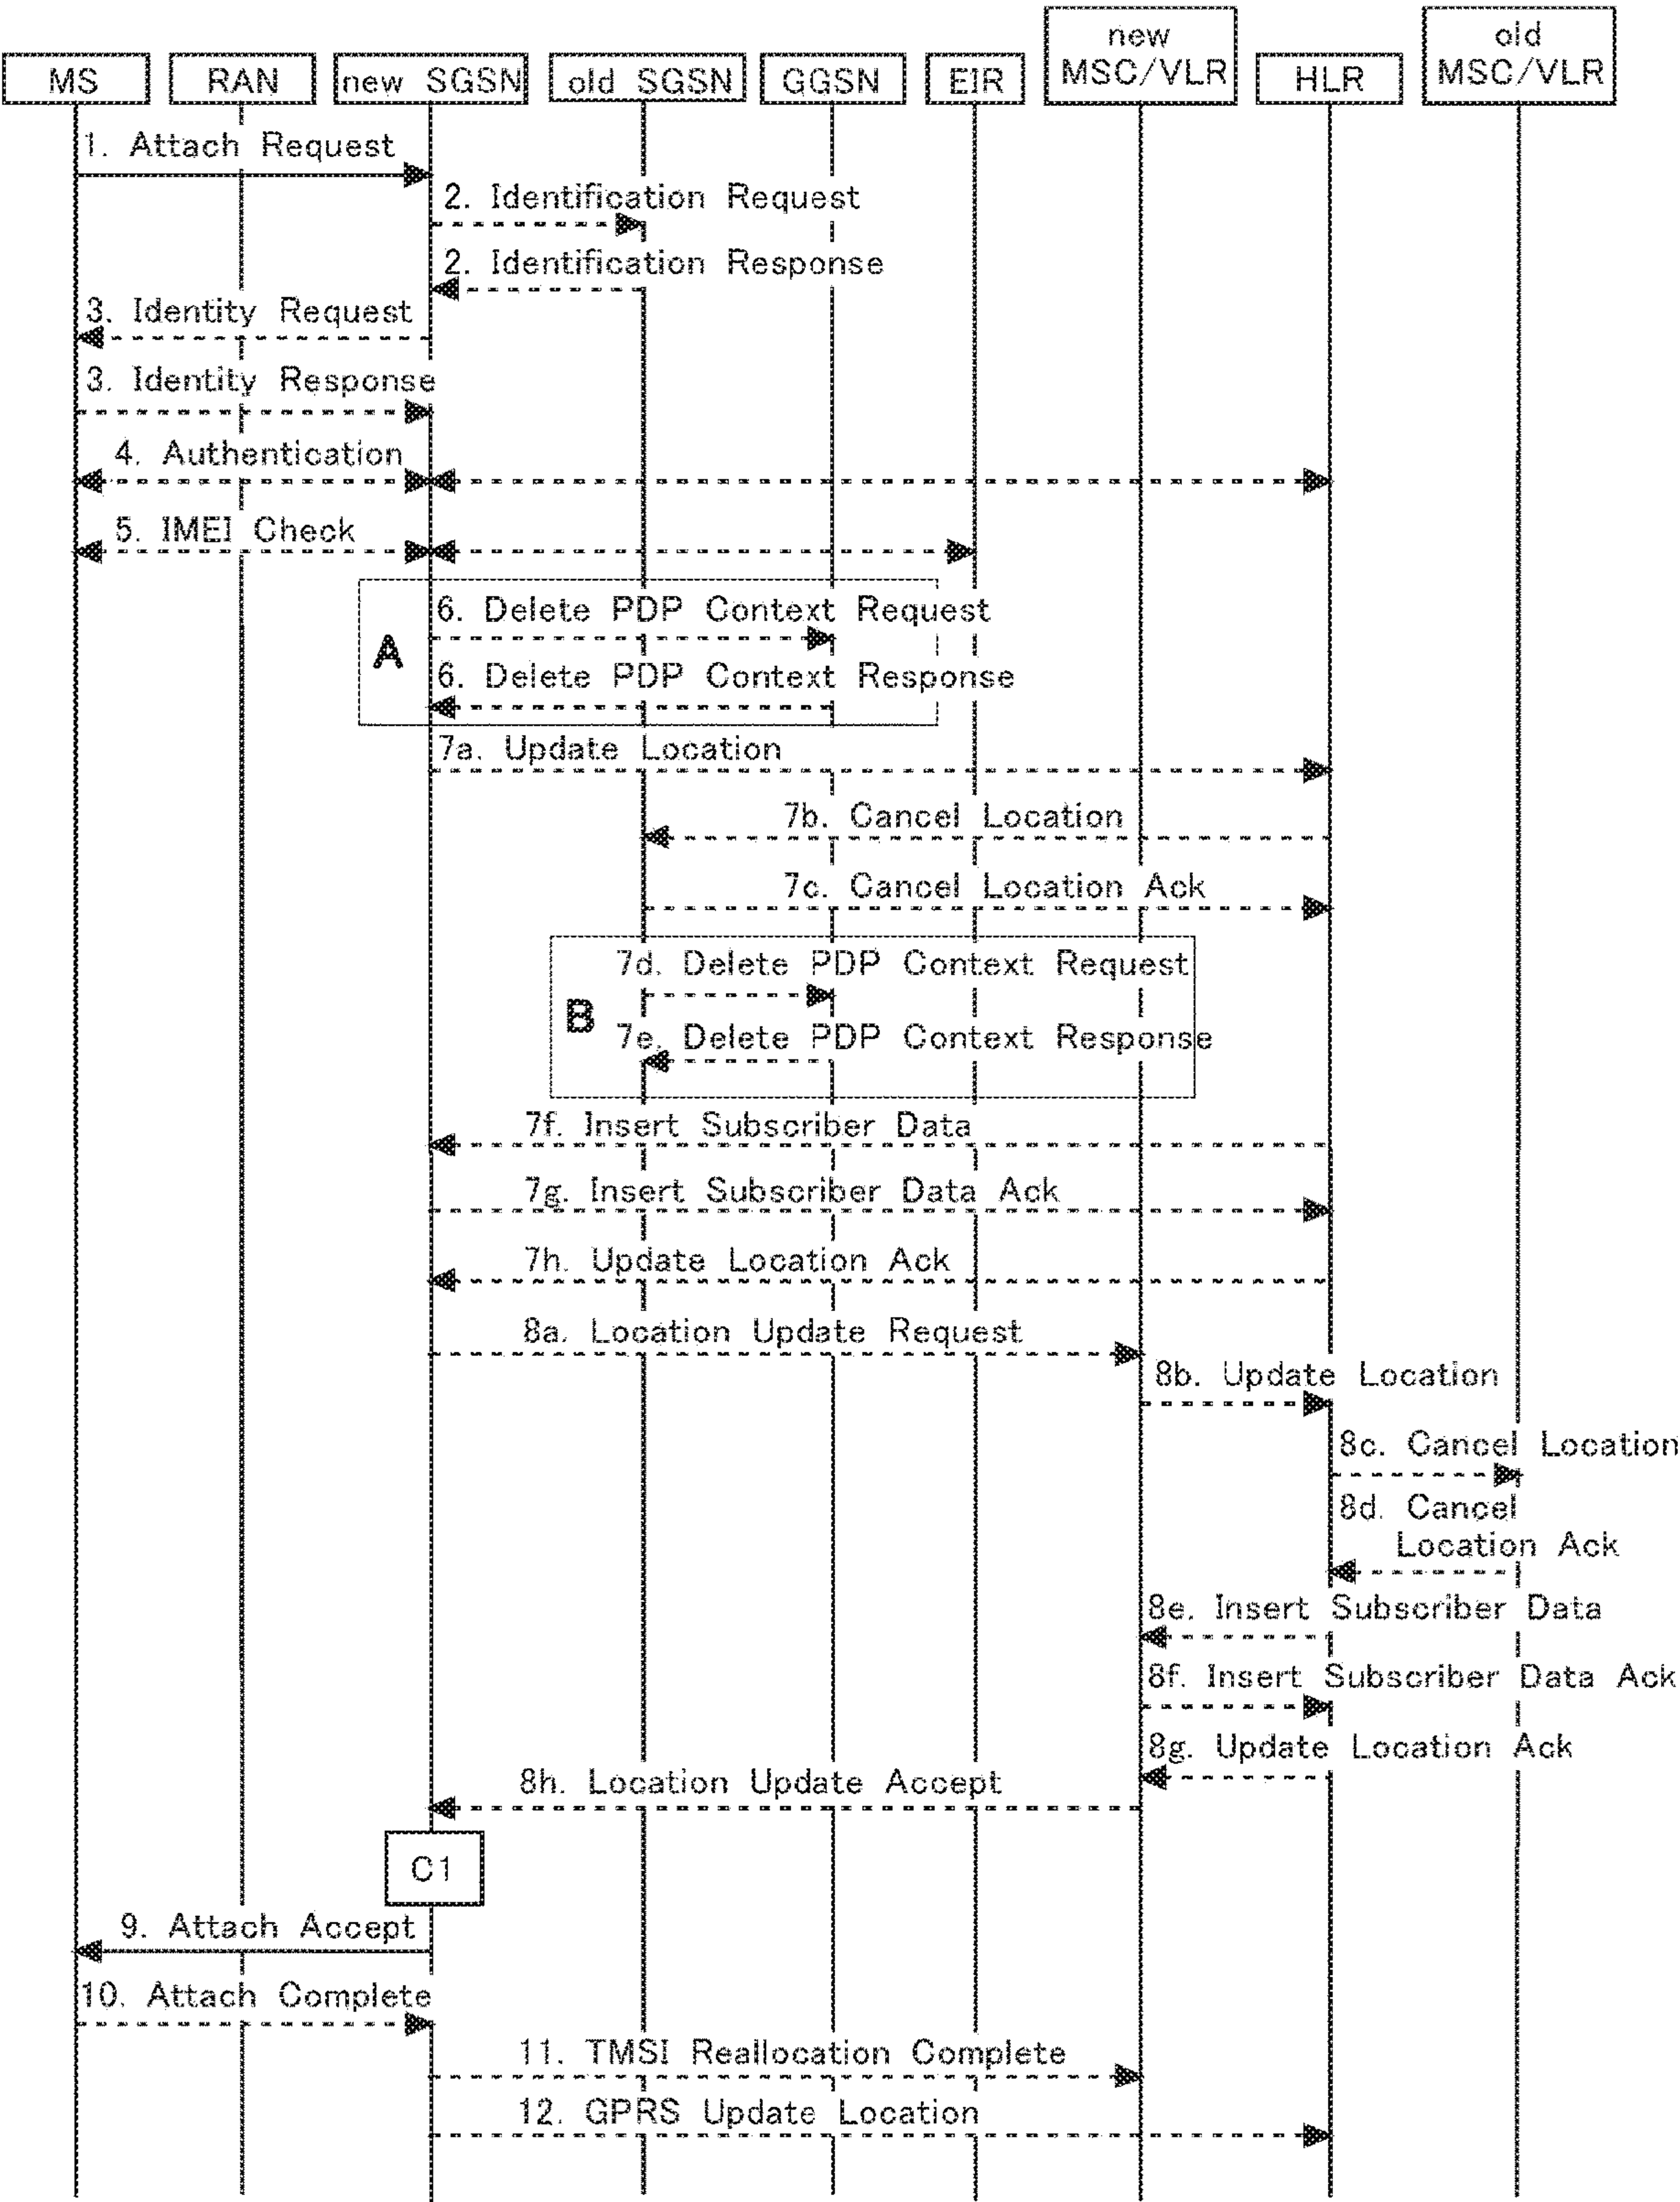 MS
RAN
new SGSN
old SGSN
GGSN
EIR
new
MSC/VLR
HLR
old
MSC/VLR
1. Attach Request
2. Identification Request
2. Identification Response
3. Identity Request
3. Identity Response
4. Authentication
5. IMEI Check
A
6. Delete PDP Context Request
6. Delete PDP Context Response
7a. Update Location
7b. Cancel Location
7c. Cancel Location Ack
B
7d. Delete PDP Context Request
7e. Delete PDP Context Response
7f. Insert Subscriber Data
7g. Insert Subscriber Data Ack
7h. Update Location Ack
8a. Location Update Request
8b. Update Location
8c. Cancel Location
8d. Cancel
Location Ack
8e. Insert Subscriber Data
8f. Insert Subscriber Data Ack
8g. Update Location Ack
8h. Location Update Accept
C1
9. Attach Accept
10. Attach Complete
11. TMSI Reallocation Complete
12. GPRS Update Location